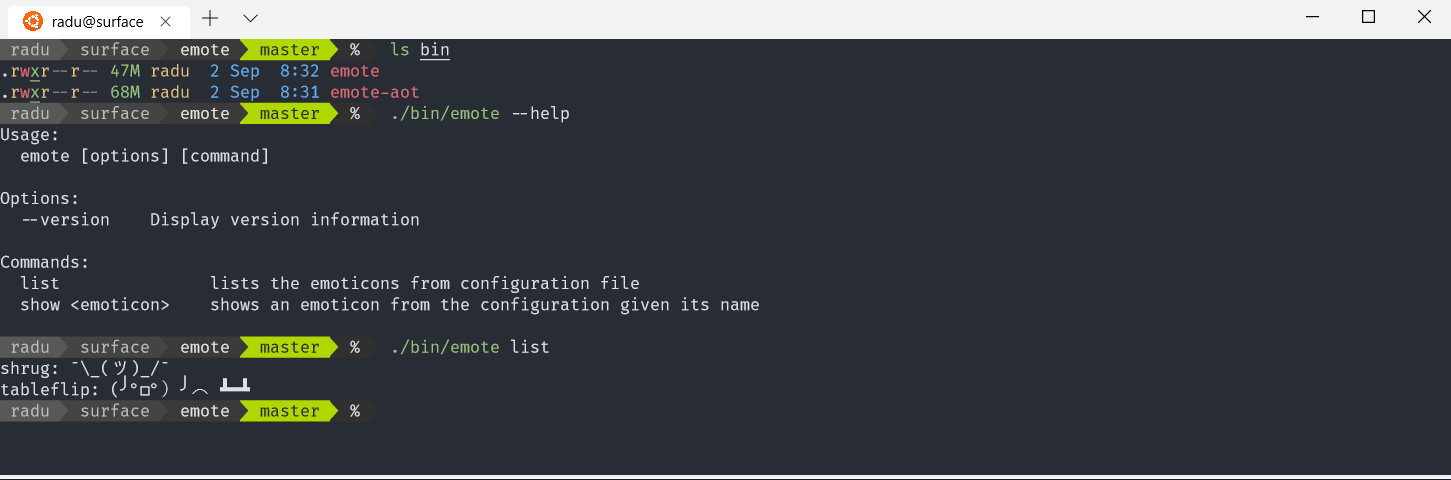 radu@surface
radu surface emote master % ls bin
.rwxr--r-- 47M radu 2 Sep 8:32 emote
.rwxr--r-- 68M radu 2 Sep 8:31 emote-aot
radu surface emote master % ./bin/emote --help
Usage:
emote [options] [command]
Options:
--version Display version information
Commands:
list lists the emoticons from configuration file
show <emoticon> shows an emoticon from the configuration given its name
radu surface emote master % ./bin/emote list
shrug: ¯\_(ツ)_/¯
tableflip: (╯°□°）╯︵ ┻━┻
radu surface emote master %